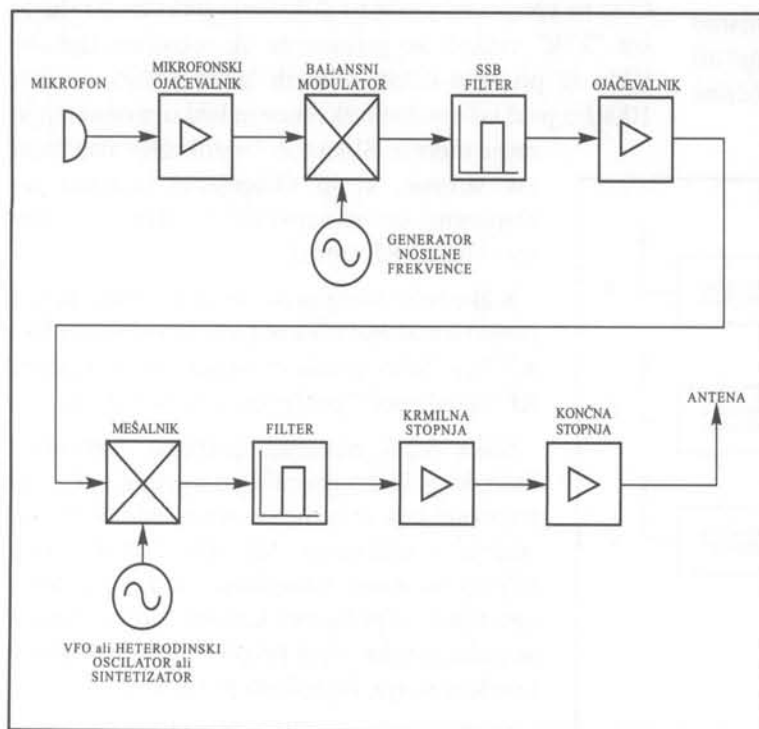 MIKROFON
MIKROFONSKI
OJAČEVALNIK
BALANSNI
MODULATOR
SSB
FILTER
OJAČEVALNIK
GENERATOR
NOSILNE
FREKVENCE
MEŠALNIK
FILTER
KRMILNA
STOPNJA
KONČNA
STOPNJA
ANTENA
VFO ali HETERODINSKI
OSCILATOR ali
SINTETIZATOR